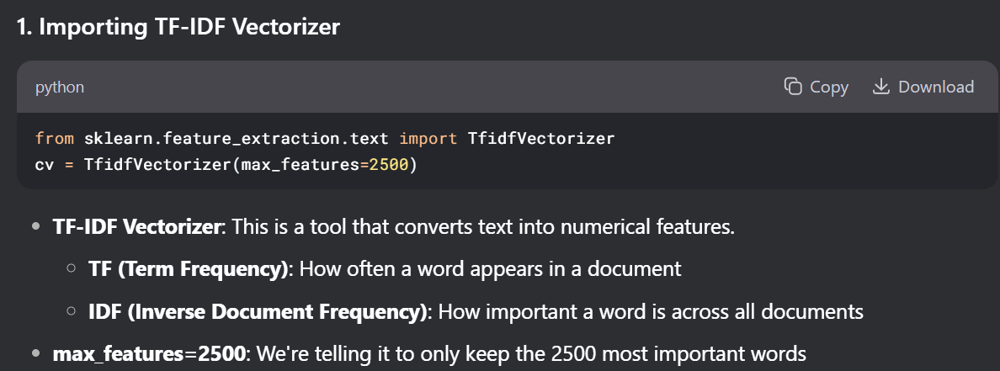 1. Importing TF-IDF Vectorizer
python
Copy
Download
from sklearn.feature_extraction.text import TfidfVectorizer
cv = TfidfVectorizer(max_features=2500)
TF-IDF Vectorizer: This is a tool that converts text into numerical features.
TF (Term Frequency): How often a word appears in a document
IDF (Inverse Document Frequency): How important a word is across all documents
max_features=2500: We're telling it to only keep the 2500 most important words